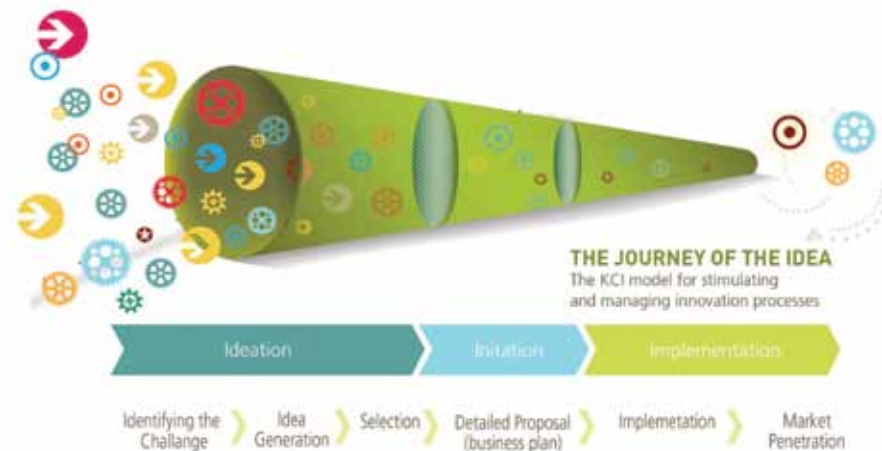 THE JOURNEY OF THE IDEA
The KCI model for stimulating
and managing innovation processes
Ideation
Initation
Implementation
Identifying the
Challange
Idea
Generation
Selection
Detailed Proposal
(business plan)
Implemetation
Market
Penetration